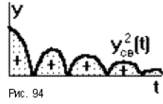 y
y²св(t)
+ + + +
t
Рис. 94